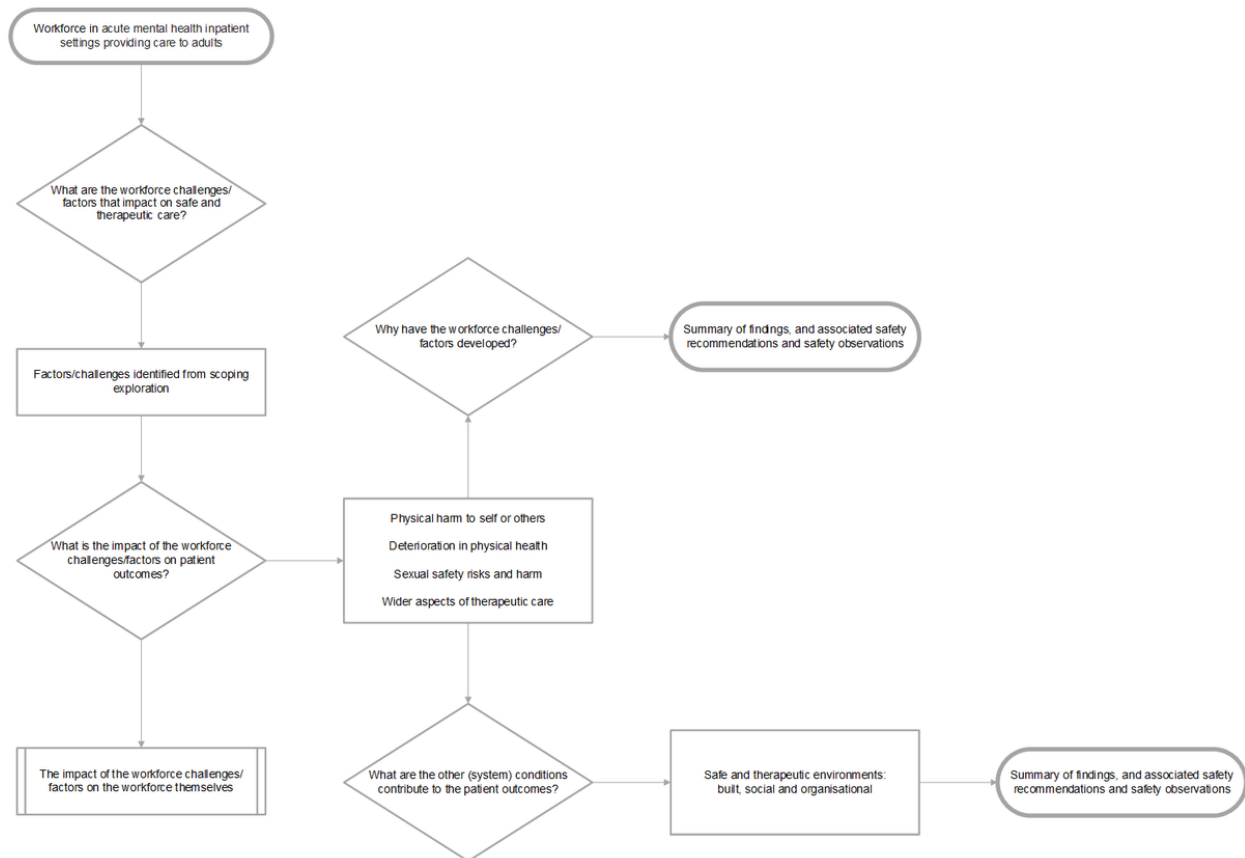 Workforce in acute mental health inpatient
settings providing care to adults
What are the workforce challenges/
factors that impact on safe and
therapeutic care?
Factors/challenges identified from scoping
exploration
What is the impact of the workforce
challenges/factors on patient
outcomes?
The impact of the workforce challenges/
factors on the workforce themselves
Why have the workforce challenges/
factors developed?
Summary of findings, and associated safety
recommendations and safety observations
Physical harm to self or others
Deterioration in physical health
Sexual safety risks and harm
Wider aspects of therapeutic care
What are the other (system) conditions
contribute to the patient outcomes?
Safe and therapeutic environments:
built, social and organisational
Summary of findings, and associated safety
recommendations and safety observations